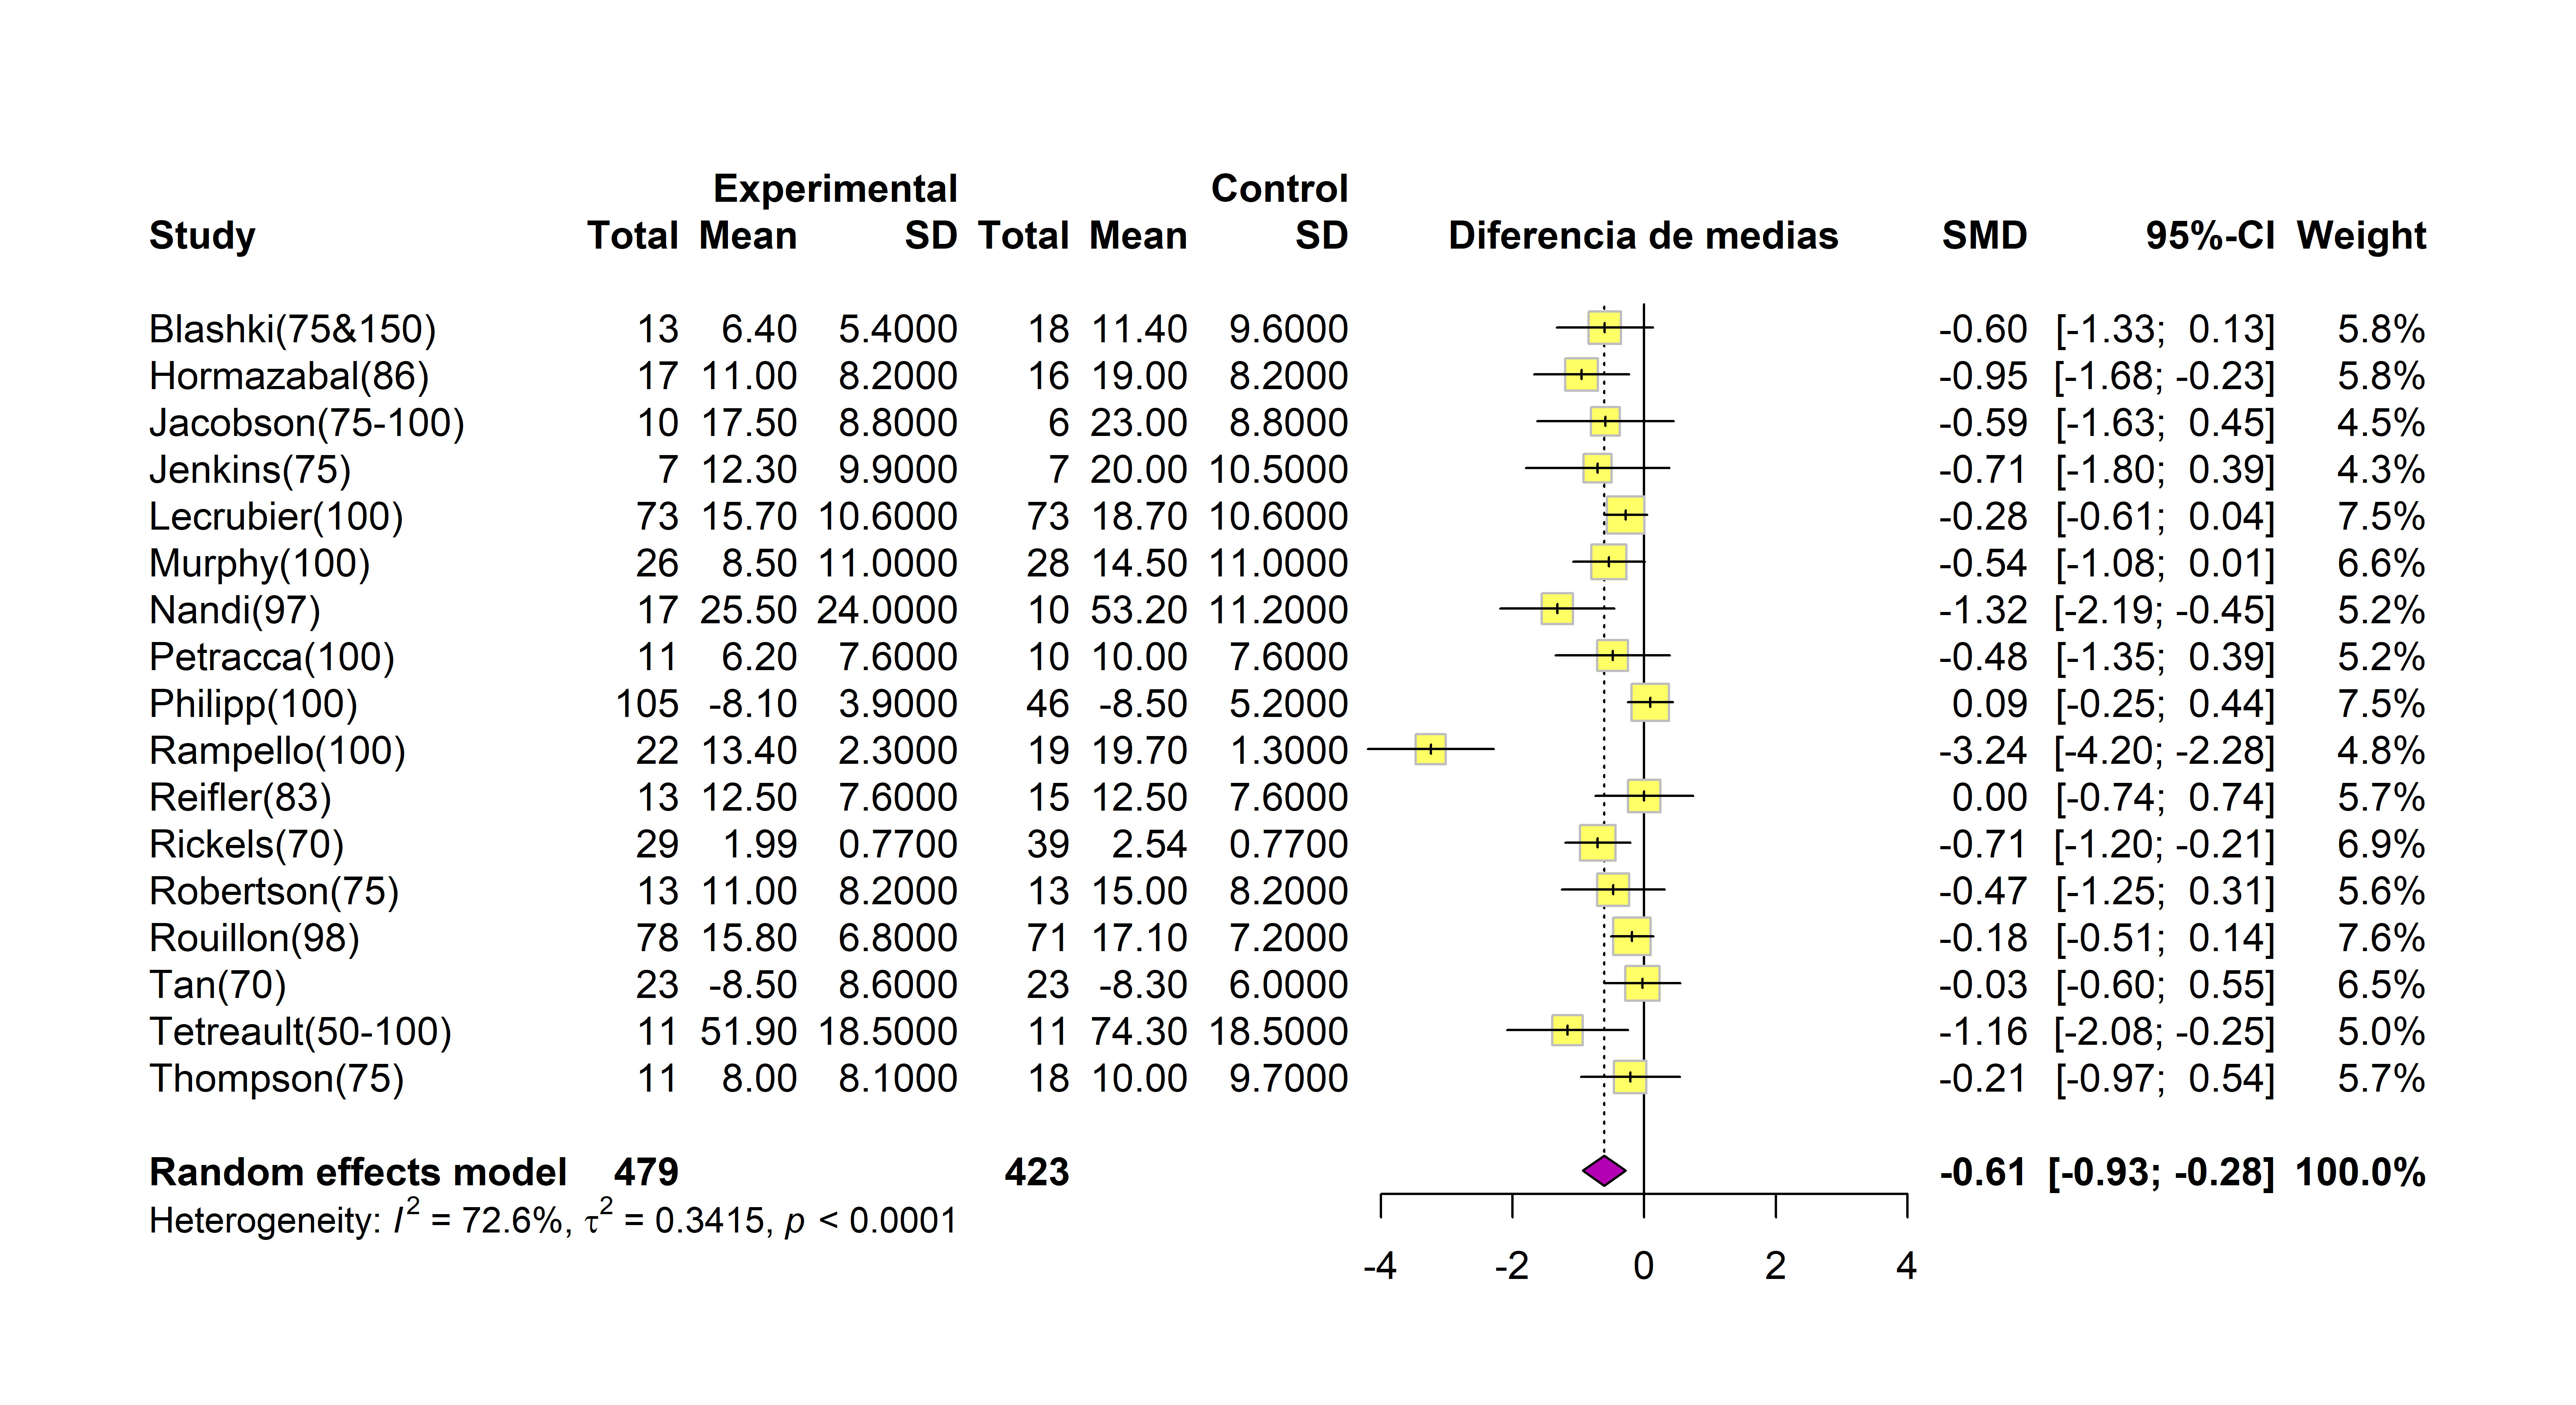 Experimental Control
Study Total Mean SD Total Mean SD Diferencia de medias SMD 95%-CI Weight
Blashki(75&150) 13 6.40 5.4000 18 11.40 9.6000 -0.60 [-1.33; 0.13] 5.8%
Hormazabal(86) 17 11.00 8.2000 16 19.00 8.2000 -0.95 [-1.68; -0.23] 5.8%
Jacobson(75-100) 10 17.50 8.8000 6 23.00 8.8000 -0.59 [-1.63; 0.45] 4.5%
Jenkins(75) 7 12.30 9.9000 7 20.00 10.5000 -0.71 [-1.80; 0.39] 4.3%
Lecrubier(100) 73 15.70 10.6000 73 18.70 10.6000 -0.28 [-0.61; 0.04] 7.5%
Murphy(100) 26 8.50 11.0000 28 14.50 11.0000 -0.54 [-1.08; 0.01] 6.6%
Nandi(97) 17 25.50 24.0000 10 53.20 11.2000 -1.32 [-2.19; -0.45] 5.2%
Petracca(100) 11 6.20 7.6000 10 10.00 7.6000 -0.48 [-1.35; 0.39] 5.2%
Philipp(100) 105 -8.10 3.9000 46 -8.50 5.2000 0.09 [-0.25; 0.44] 7.5%
Rampello(100) 22 13.40 2.3000 19 19.70 1.3000 -3.24 [-4.20; -2.28] 4.8%
Reifler(83) 13 12.50 7.6000 15 12.50 7.6000 0.00 [-0.74; 0.74] 5.7%
Rickels(70) 29 1.99 0.7700 39 2.54 0.7700 -0.71 [-1.20; -0.21] 6.9%
Robertson(75) 13 11.00 8.2000 13 15.00 8.2000 -0.47 [-1.25; 0.31] 5.6%
Rouillon(98) 78 15.80 6.8000 71 17.10 7.2000 -0.18 [-0.51; 0.14] 7.6%
Tan(70) 23 -8.50 8.6000 23 -8.30 6.0000 -0.03 [-0.60; 0.55] 6.5%
Tetreault(50-100) 11 51.90 18.5000 11 74.30 18.5000 -1.16 [-2.08; -0.25] 5.0%
Thompson(75) 11 8.00 8.1000 18 10.00 9.7000 -0.21 [-0.97; 0.54] 5.7%
Random effects model 479 423 -0.61 [-0.93; -0.28] 100.0%
Heterogeneity: I² = 72.6%, τ² = 0.3415, p < 0.0001
-4 -2 0 2 4